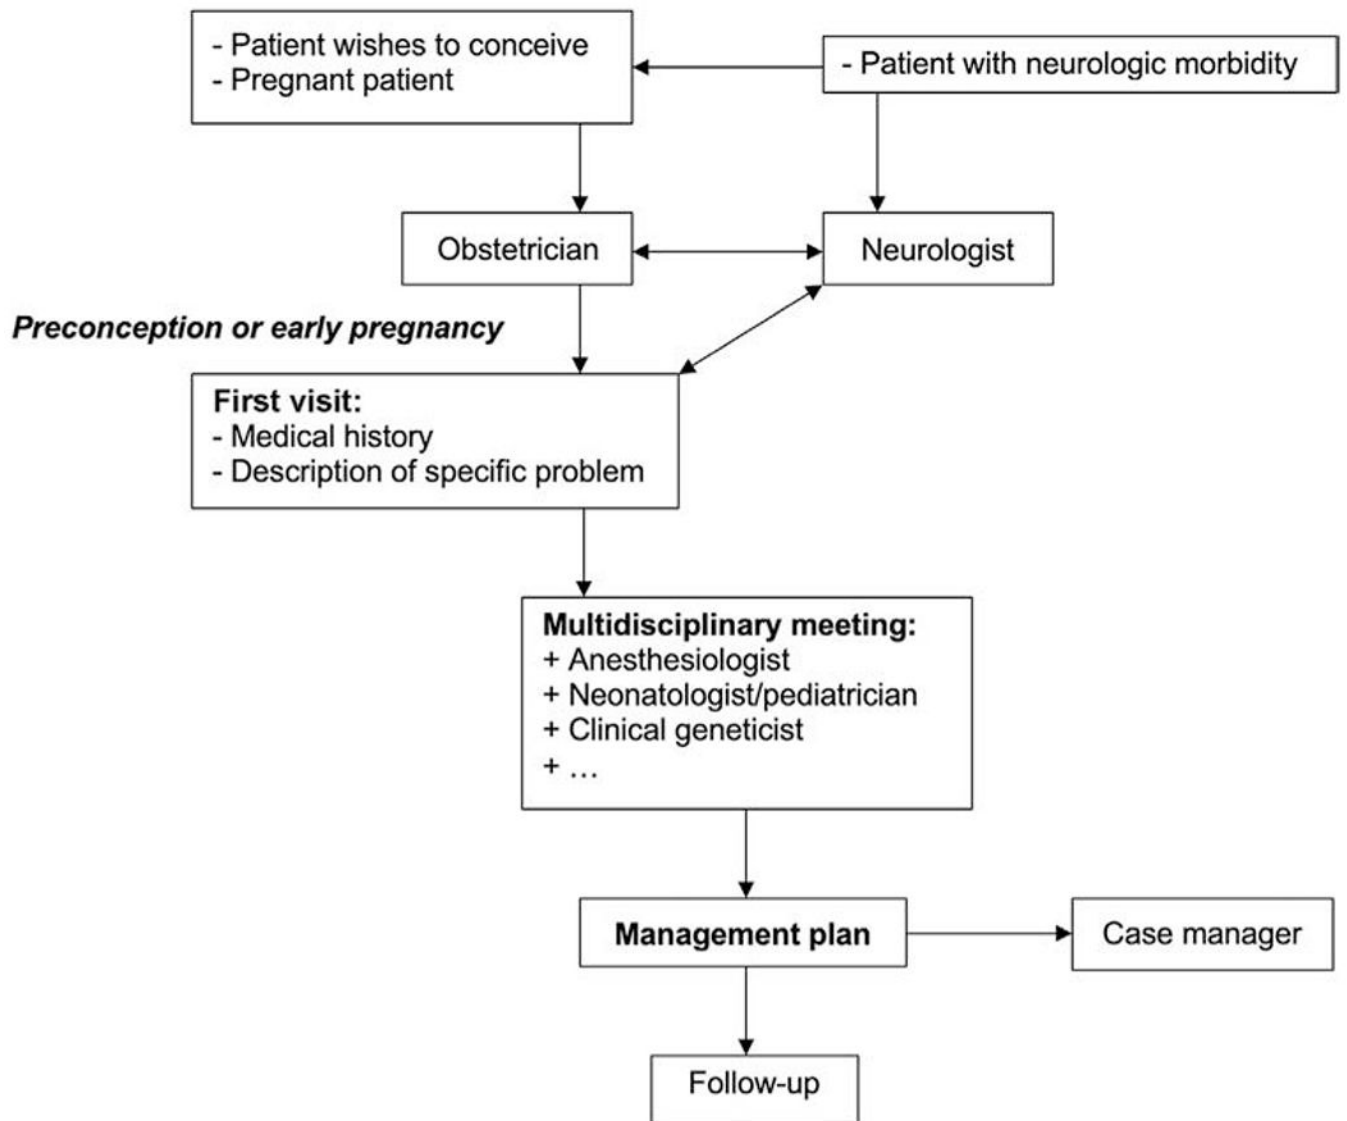 - Patient wishes to conceive
- Pregnant patient
- Patient with neurologic morbidity
Obstetrician
Neurologist
Preconception or early pregnancy
First visit:
- Medical history
- Description of specific problem
Multidisciplinary meeting:
+ Anesthesiologist
+ Neonatologist/pediatrician
+ Clinical geneticist
+ …
Management plan
Case manager
Follow-up